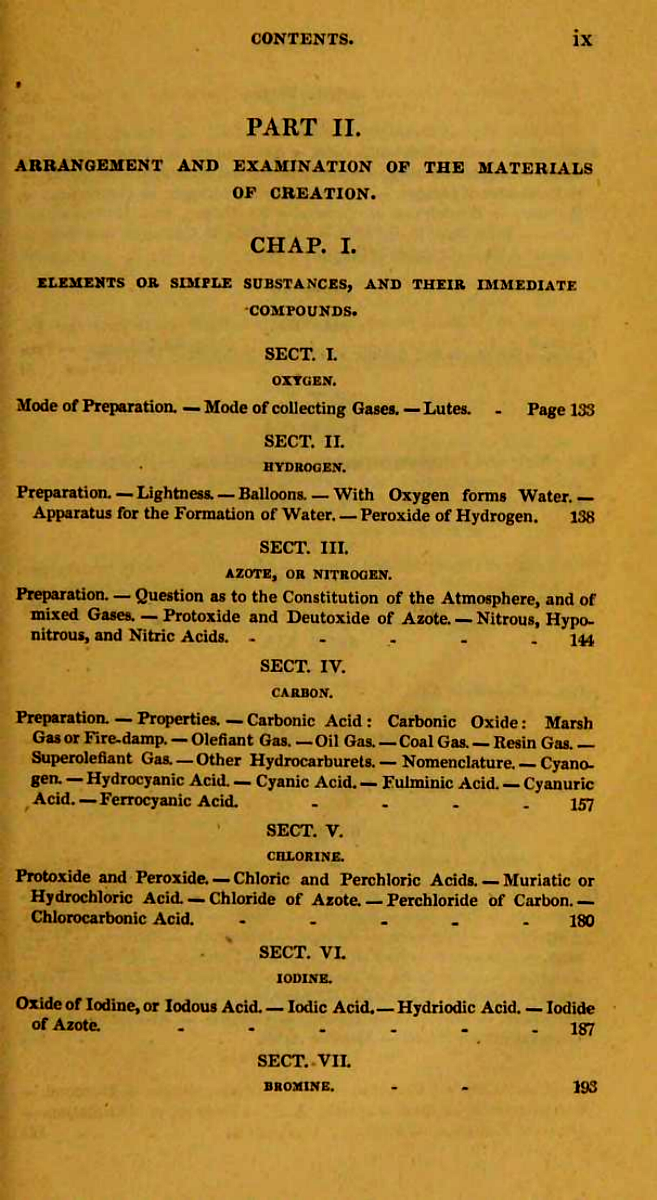 CONTENTS. ix
PART II.
ARRANGEMENT AND EXAMINATION OF THE MATERIALS
OF CREATION.
CHAP. I.
ELEMENTS OR SIMPLE SUBSTANCES, AND THEIR IMMEDIATE
COMPOUNDS.
SECT. I.
OXYGEN.
Mode of Preparation. — Mode of collecting Gases. — Lutes. - Page 133
SECT. II.
HYDROGEN.
Preparation. — Lightness. — Balloons. — With Oxygen forms Water. —
Apparatus for the Formation of Water. — Peroxide of Hydrogen. 138
SECT. III.
AZOTE, OR NITROGEN.
Preparation. — Question as to the Constitution of the Atmosphere, and of
mixed Gases. — Protoxide and Deutoxide of Azote. — Nitrous, Hypo-
nitrous, and Nitric Acids. - - - - - 144
SECT. IV.
CARBON.
Preparation. — Properties. — Carbonic Acid : Carbonic Oxide : Marsh
Gas or Fire-damp. — Olefiant Gas. — Oil Gas. — Coal Gas. — Resin Gas. —
Superolefiant Gas. — Other Hydrocarburets. — Nomenclature. — Cyano-
gen. — Hydrocyanic Acid. — Cyanic Acid. — Fulminic Acid. — Cyanuric
Acid. — Ferrocyanic Acid. - - - - 157
SECT. V.
CHLORINE.
Protoxide and Peroxide. — Chloric and Perchloric Acids. — Muriatic or
Hydrochloric Acid. — Chloride of Azote. — Perchloride of Carbon. —
Chlorocarbonic Acid. - - - - - 180
SECT. VI.
IODINE.
Oxide of Iodine, or Iodous Acid. — Iodic Acid. — Hydriodic Acid. — Iodide
of Azote. - - - - - - 187
SECT. VII.
BROMINE. - - 193